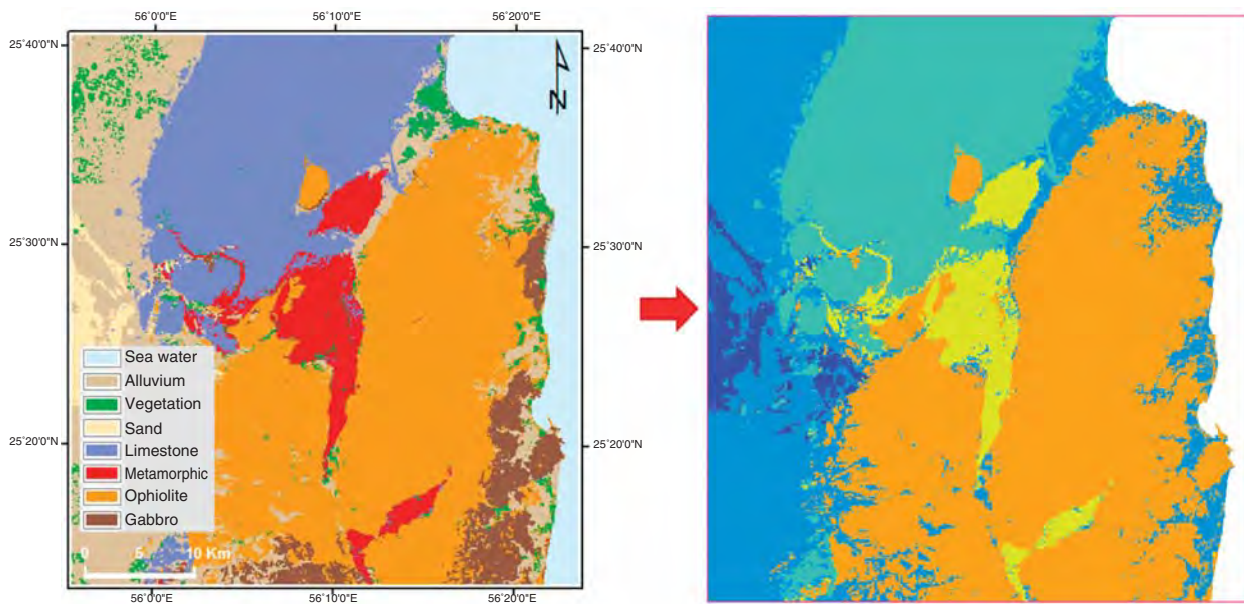 56˚0'0"E 56˚10'0"E 56˚20'0"E
25˚40'0"N 25˚40'0"N
N
25˚30'0"N 25˚30'0"N
Sea water
Alluvium
Vegetation
Sand
Limestone
25˚20'0"N 25˚20'0"N
Metamorphic
Ophiolite
Gabbro
0 5 10 Km
56˚0'0"E 56˚10'0"E 56˚20'0"E